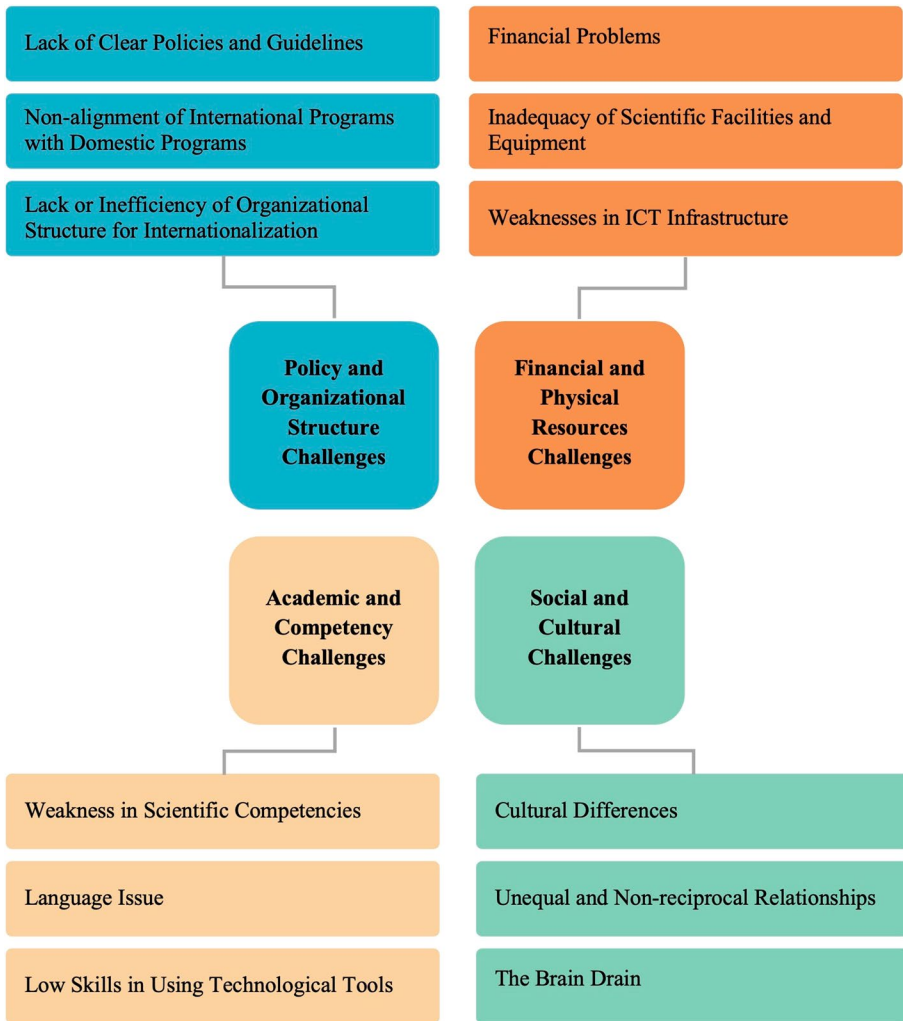 Lack of Clear Policies and Guidelines
Non-alignment of International Programs
with Domestic Programs
Lack or Inefficiency of Organizational
Structure for Internationalization
Financial Problems
Inadequacy of Scientific Facilities and
Equipment
Weaknesses in ICT Infrastructure
Policy and
Organizational
Structure
Challenges
Financial and
Physical
Resources
Challenges
Academic and
Competency
Challenges
Social and
Cultural
Challenges
Weakness in Scientific Competencies
Language Issue
Low Skills in Using Technological Tools
Cultural Differences
Unequal and Non-reciprocal Relationships
The Brain Drain